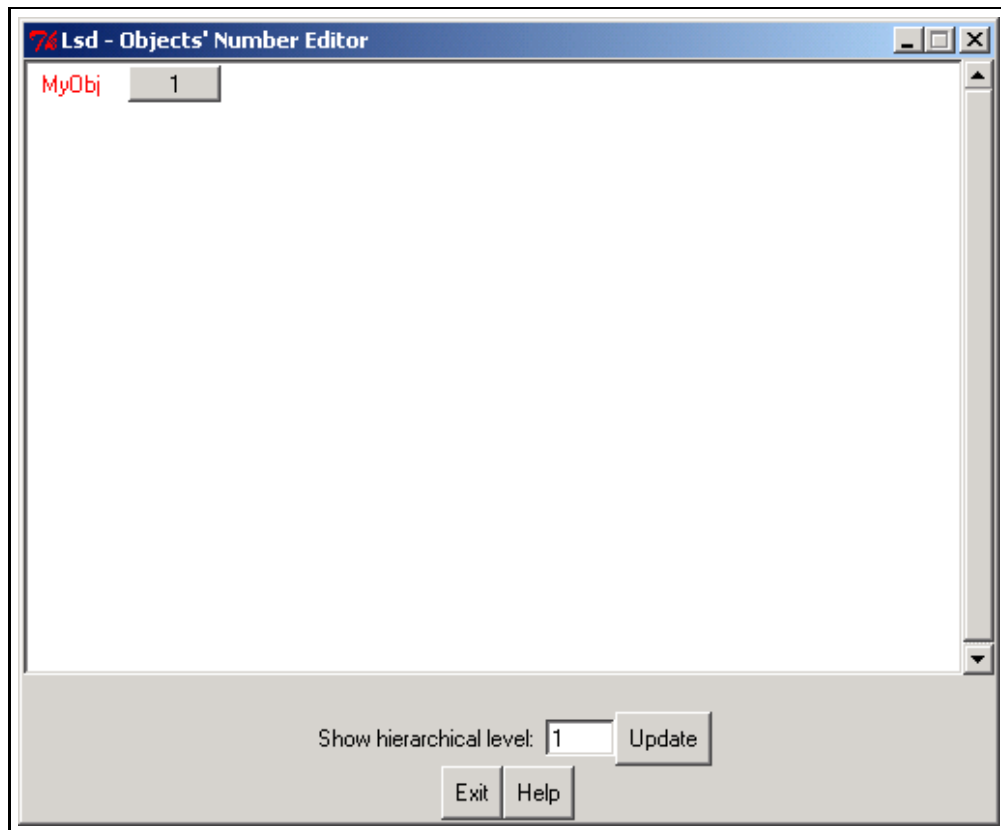 Lsd - Objects' Number Editor
MyObj 1
Show hierarchical level: 1 Update
Exit Help